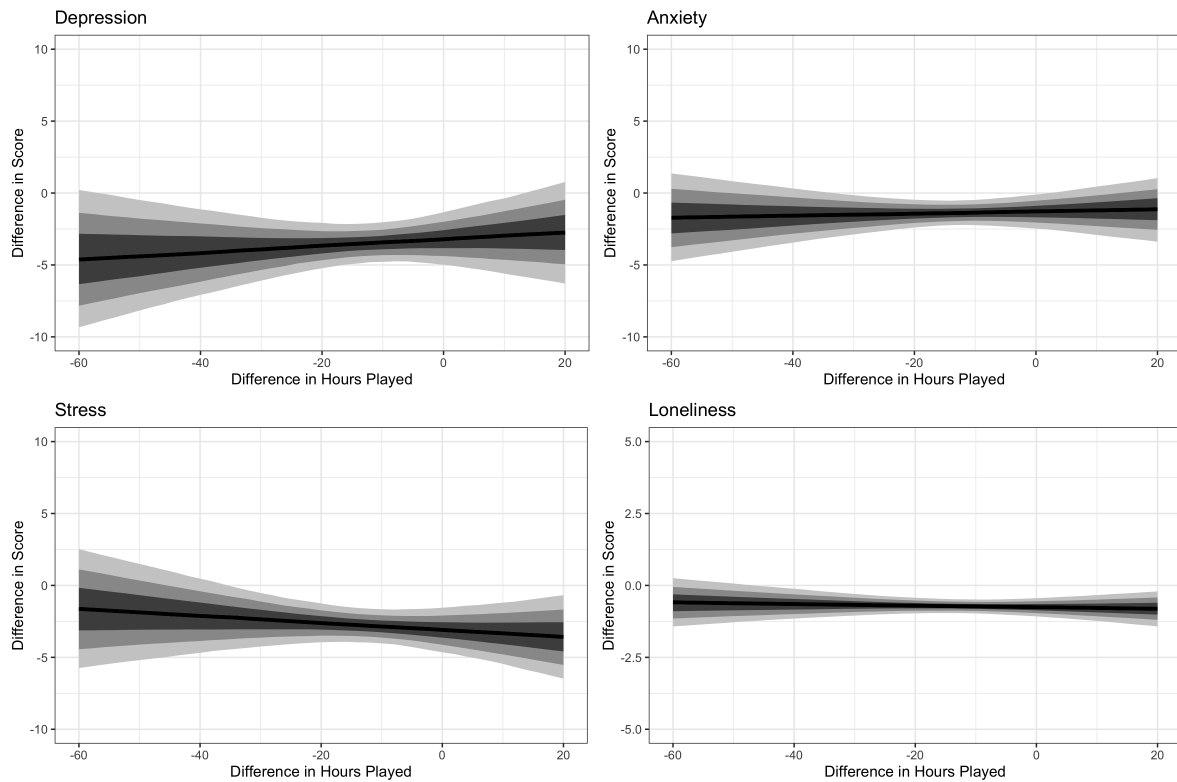 Depression
10
5
0
-5
-10
Difference in Score
-60 -40 -20 0 20
Difference in Hours Played
Anxiety
10
5
0
-5
-10
Difference in Score
-60 -40 -20 0 20
Difference in Hours Played
Stress
10
5
0
-5
-10
Difference in Score
-60 -40 -20 0 20
Difference in Hours Played
Loneliness
5.0
2.5
0.0
-2.5
-5.0
Difference in Score
-60 -40 -20 0 20
Difference in Hours Played